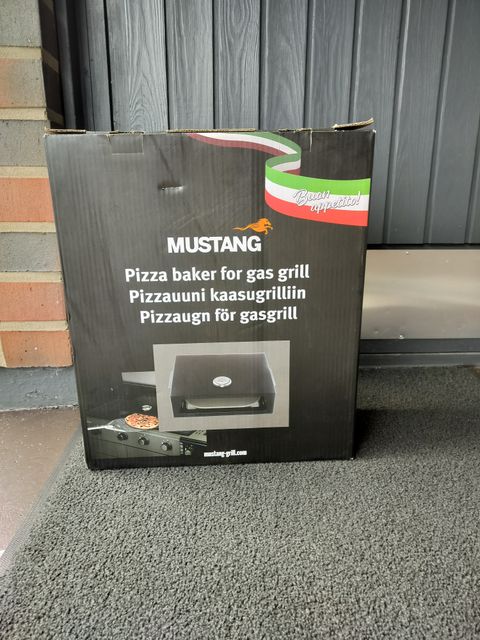 Buon
appetito!
MUSTANG
Pizza baker for gas grill
Pizzauuni kaasugrilliin
Pizzaugn för gasgrill
mustang-grill.com